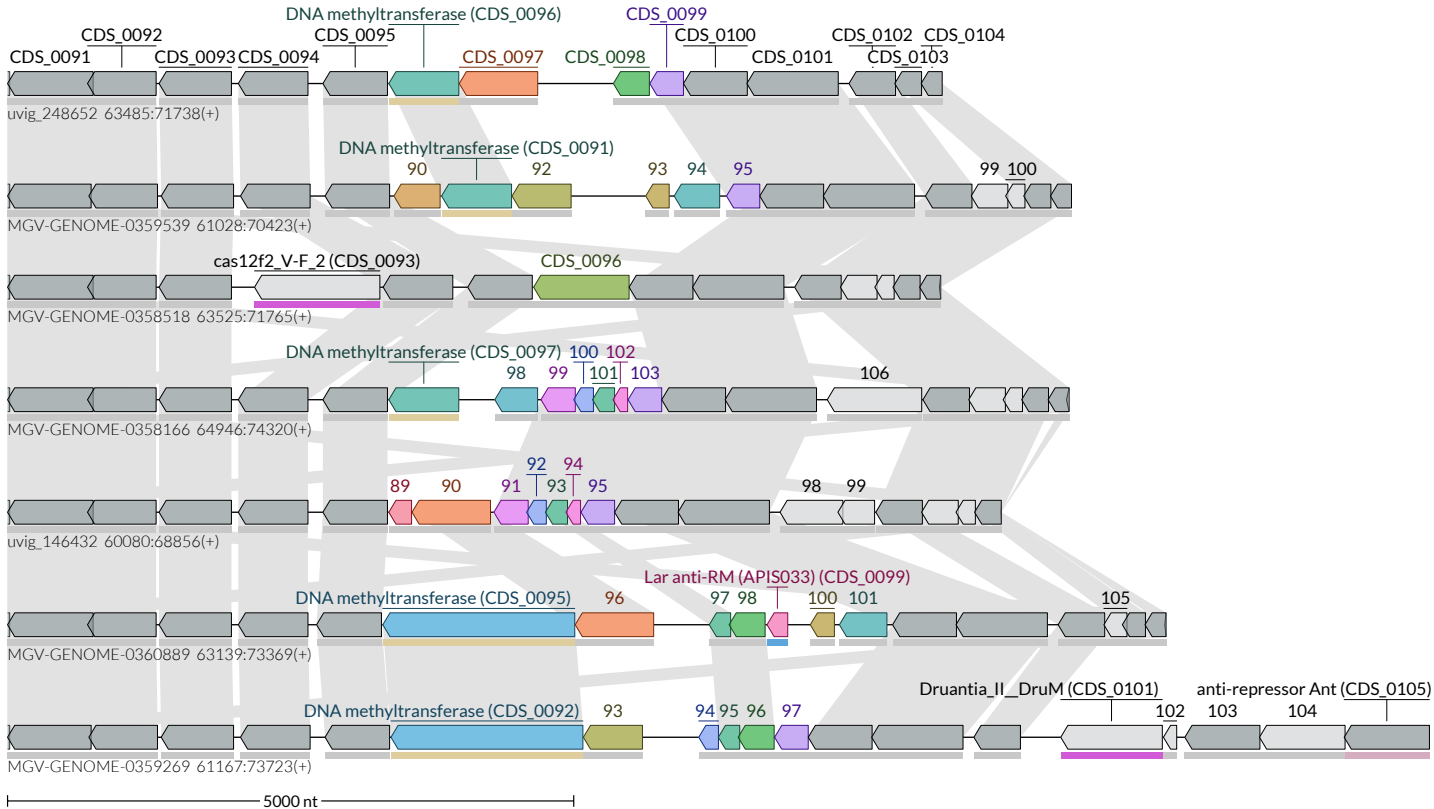 DNA methyltransferase (CDS_0096)
CDS_0099
CDS_0092
CDS_0095
CDS_0100
CDS_0102
CDS_0104
CDS_0091
CDS_0093
CDS_0094
CDS_0097
CDS_0098
CDS_0101
CDS_0103
uvig_248652 63485:71738(+)
DNA methyltransferase (CDS_0091)
90
92
93
94
95
99
100
MGV-GENOME-0359539 61028:70423(+)
cas12f2_V-F_2 (CDS_0093)
CDS_0096
MGV-GENOME-0358518 63525:71765(+)
DNA methyltransferase (CDS_0097)
100
102
98
99
101
103
106
MGV-GENOME-0358166 64946:74320(+)
92
94
89
90
91
93
95
98
99
uvig_146432 60080:68856(+)
Lar anti-RM (APIS033) (CDS_0099)
DNA methyltransferase (CDS_0095)
96
97
98
100
101
105
MGV-GENOME-0360889 63139:73369(+)
Druantia_II__DruM (CDS_0101)
anti-repressor Ant (CDS_0105)
DNA methyltransferase (CDS_0092)
93
94
95
96
97
102
103
104
MGV-GENOME-0359269 61167:73723(+)
5000 nt